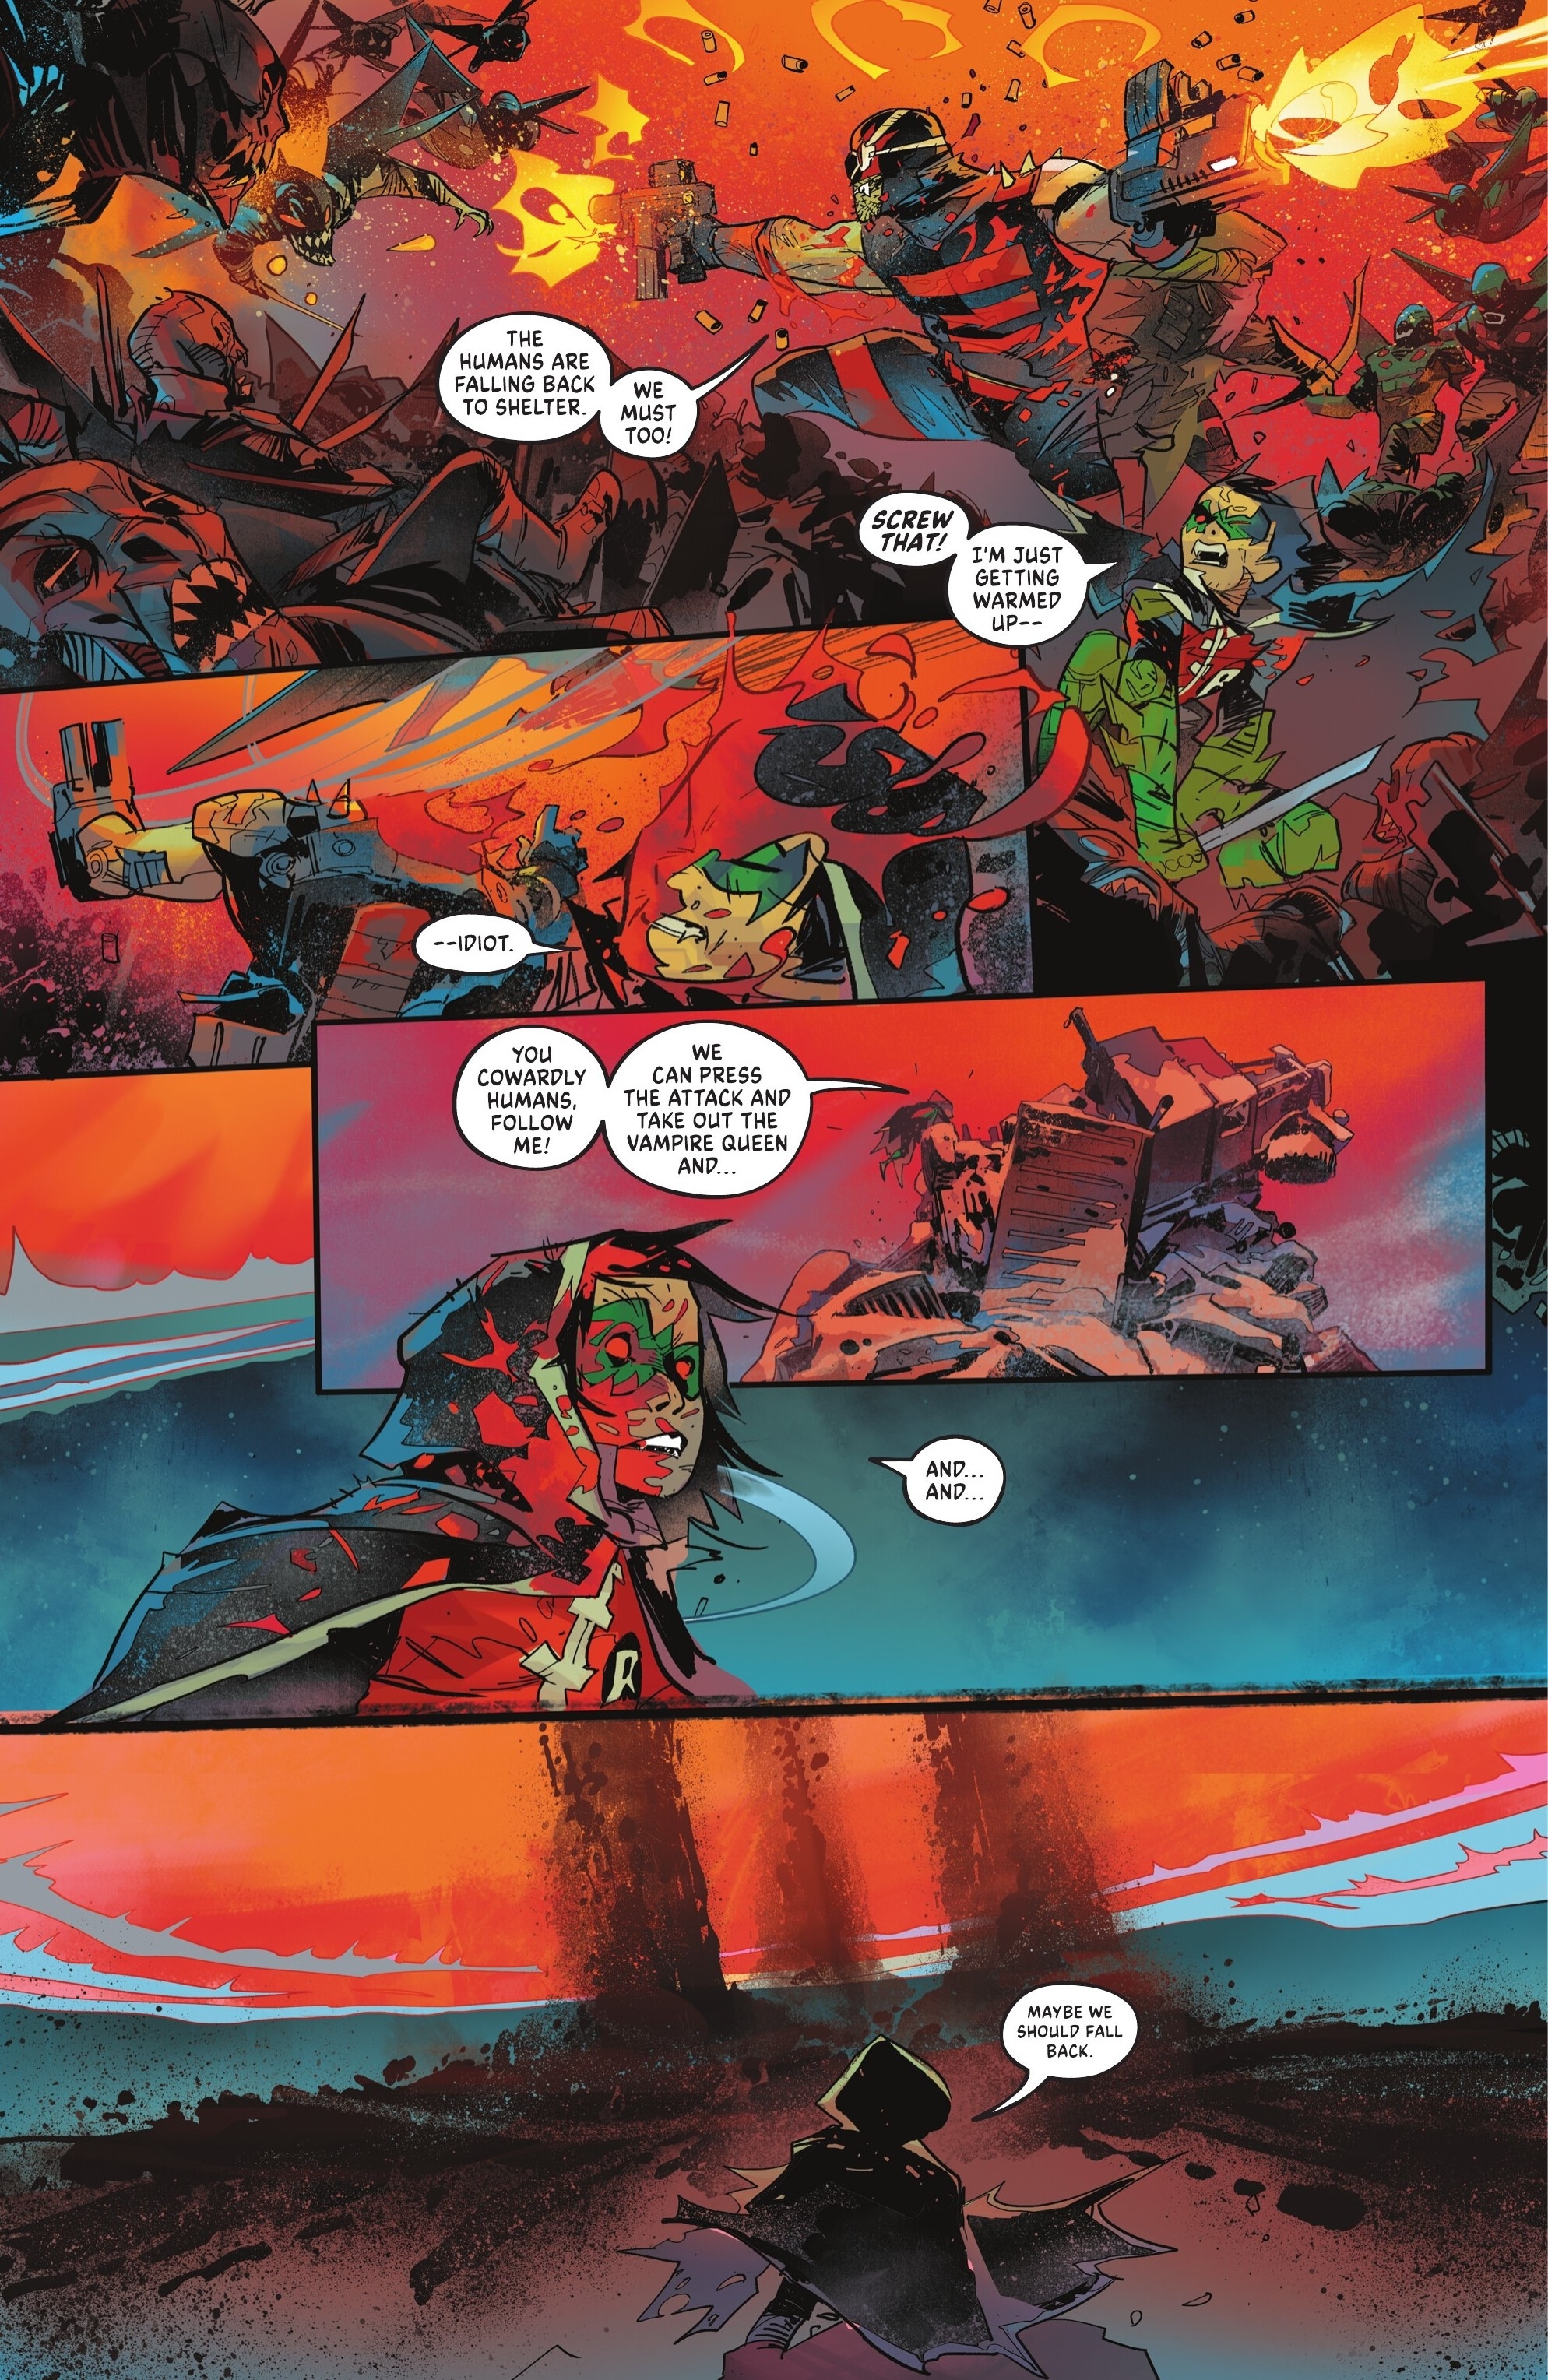 THE
HUMANS ARE
FALLING BACK
TO SHELTER.
WE
MUST
TOO!
SCREW
THAT!
I'M JUST
GETTING
WARMED
UP--
--IDIOT.
YOU
COWARDLY
HUMANS,
FOLLOW
ME!
WE
CAN PRESS
THE ATTACK AND
TAKE OUT THE
VAMPIRE QUEEN
AND...
R
AND...
AND...
MAYBE WE
SHOULD FALL
BACK.